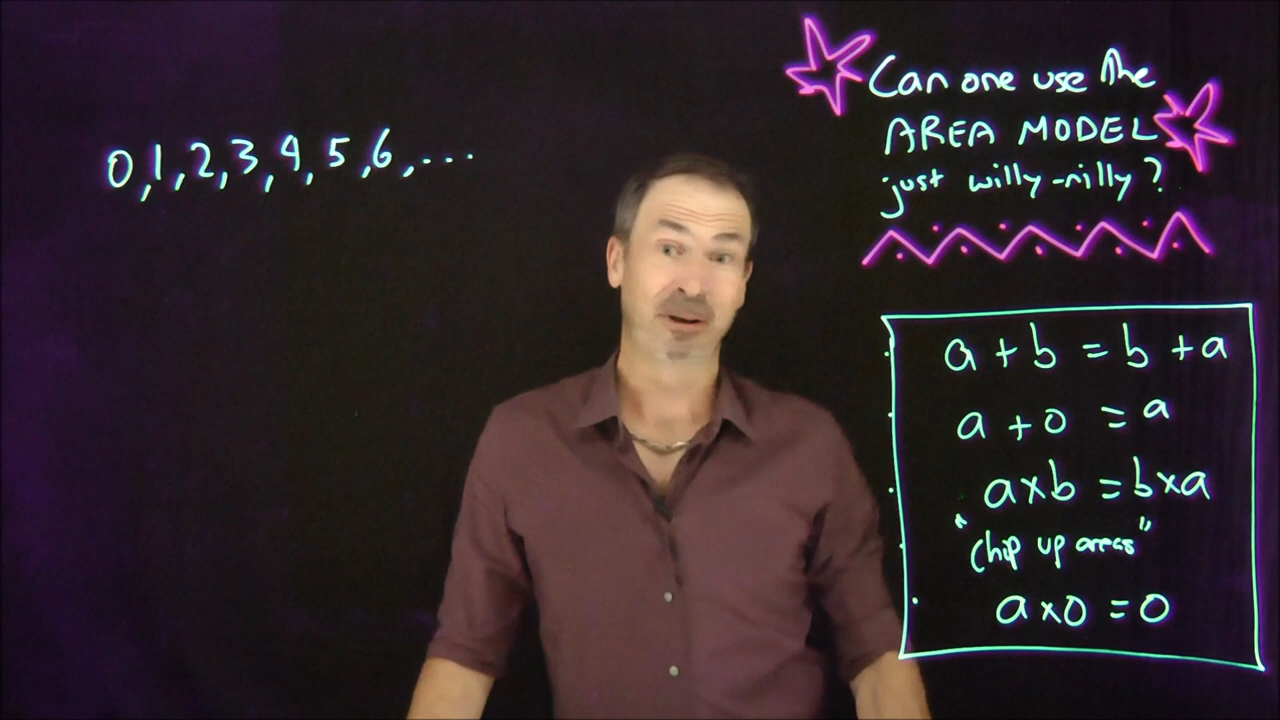 0, 1, 2, 3, 4, 5, 6, ...
Can one use the
AREA MODEL
just willy-nilly?
a + b = b + a
a + 0 = a
a x b = b x a
"Chip up areas"
a x 0 = 0